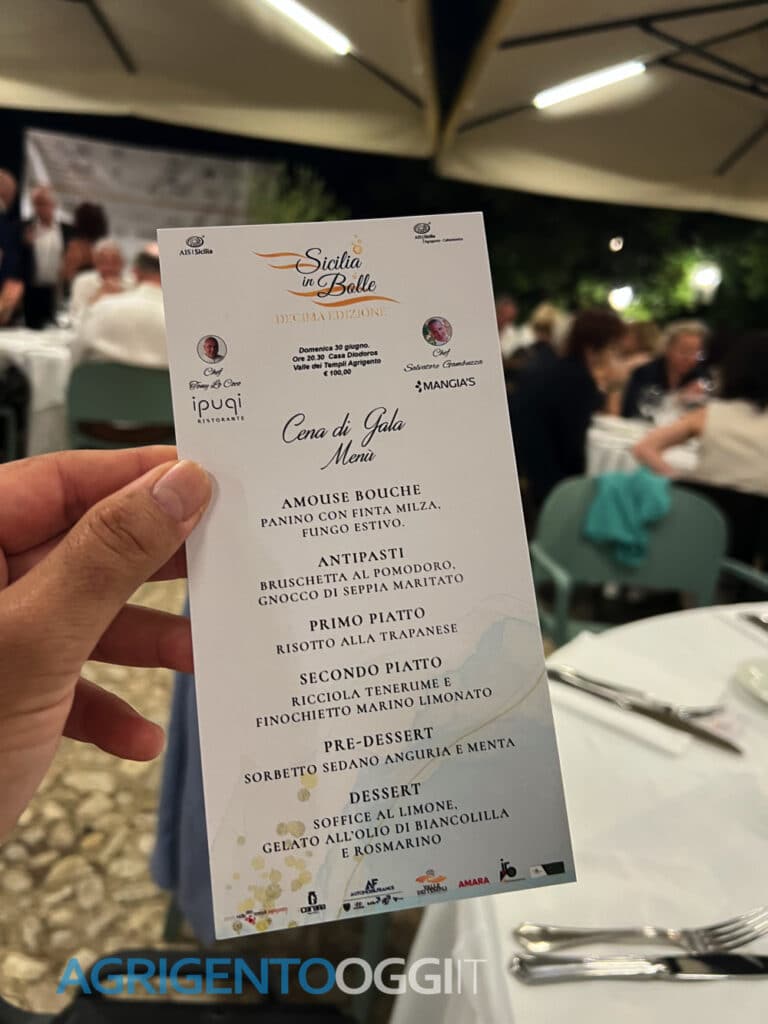 AIS | Sicilia
AIS | Sicilia
Sicilia
in Bolle
DECIMA EDIZIONE
Domenica 30 giugno.
Ore 20.30 Casa Diodoros
Valle dei Templi Agrigento
€ 100,00
Chef
Tony Lo Coco
ipupi
RISTORANTE
Chef
Salvatore Gambuzza
MANGIA'S
Cena di Gala
Menù
AMOUSE BOUCHE
PANINO CON FINTA MILZA,
FUNGO ESTIVO.
ANTIPASTI
BRUSCHETTA AL POMODORO,
GNOCCO DI SEPPIA MARITATO
PRIMO PIATTO
RISOTTO ALLA TRAPANESE
SECONDO PIATTO
RICCIOLA TENERUME E
FINOCHIETTO MARINO LIMONATO
PRE-DESSERT
SORBETTO SEDANO ANGURIA E MENTA
DESSERT
SOFFICE AL LIMONE,
GELATO ALL'OLIO DI BIANCOLILLA
E ROSMARINO
AMARA
AGRIGENTOOGGI.IT